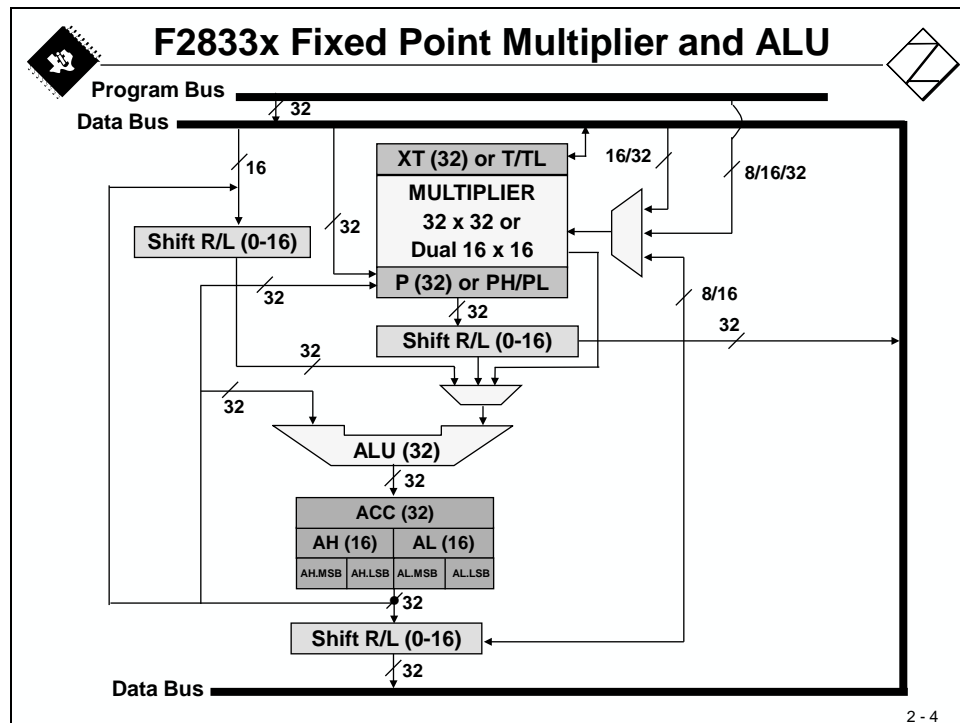 F2833x Fixed Point Multiplier and ALU
Program Bus
32
Data Bus
16
32
XT (32) or T/TL
MULTIPLIER
32 x 32 or
Dual 16 x 16
P (32) or PH/PL
16/32
8/16/32
Shift R/L (0-16)
32
32
8/16
Shift R/L (0-16)
32
32
32
ALU (32)
32
ACC (32)
AH (16)
AL (16)
AH.MSB
AH.LSB
AL.MSB
AL.LSB
32
Shift R/L (0-16)
32
Data Bus
2 - 4